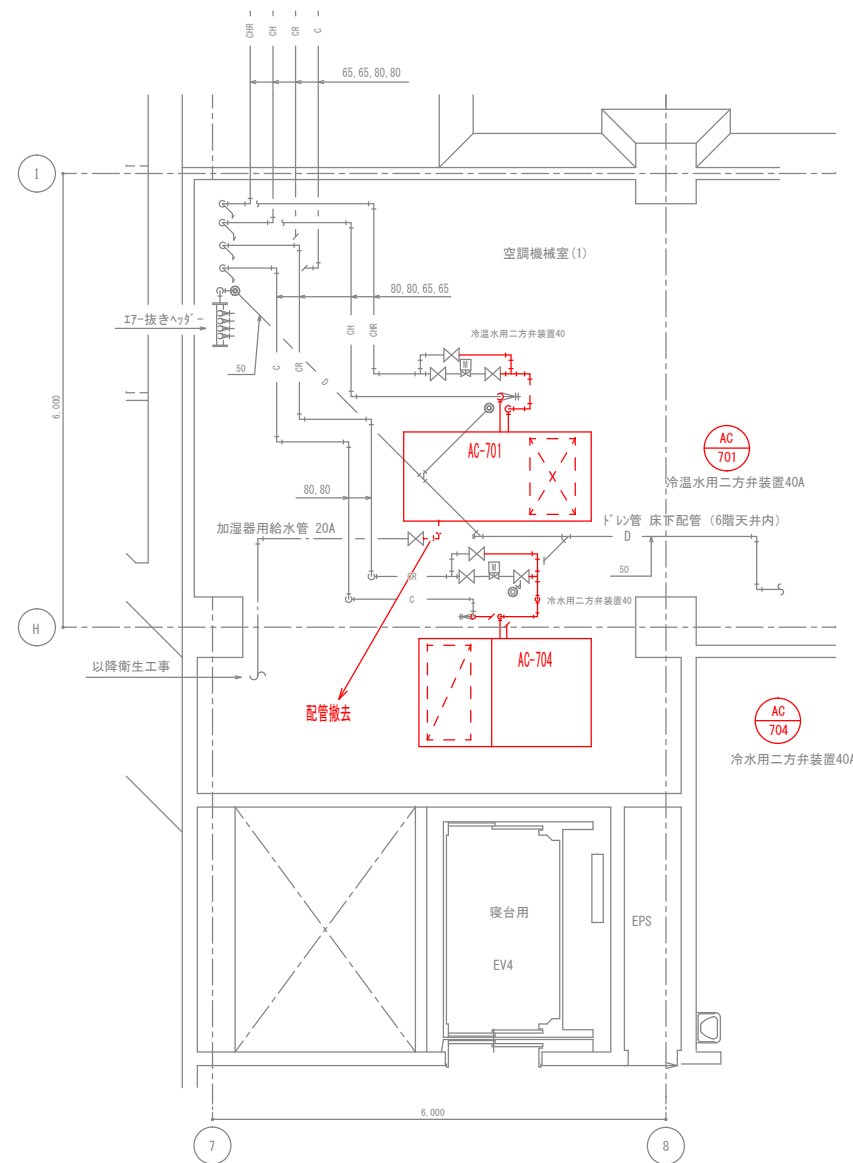 CHR
CH
CR
C
65, 65, 80, 80
I
空調機械室(1)
80, 80, 65, 65
エアー抜きヘッダー
冷温水用二方弁装置40
CH
CHR
M
50
C
CR
D
6,000
AC-701
AC
701
冷温水用二方弁装置40A
80, 80
加湿器用給水管 20A
ドレン管 床下配管 (6階天井内)
D
M
CR
50
C
冷水用二方弁装置40
H
AC-704
以降衛生工事
配管撤去
AC
704
冷水用二方弁装置40A
寝台用
EPS
EV4
6,000
7
8